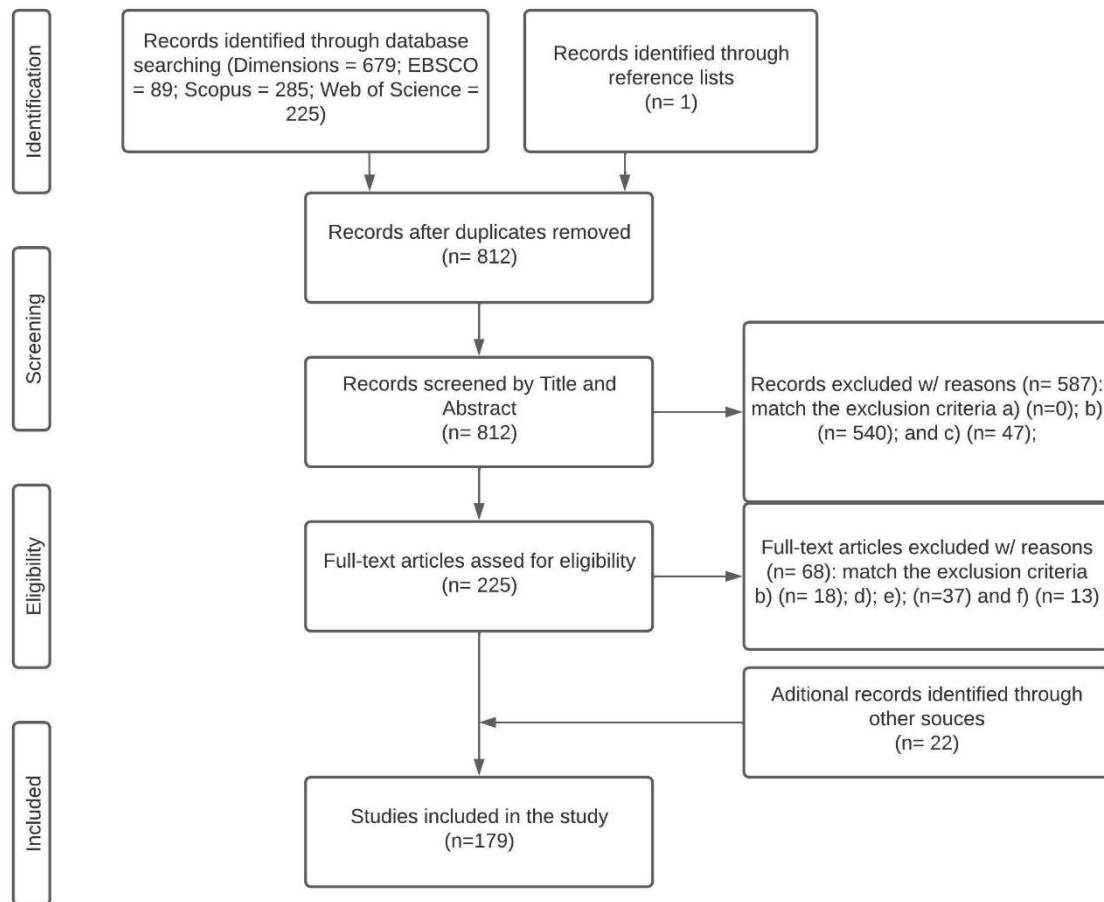 Identification
Records identified through database
searching (Dimensions = 679; EBSCO
= 89; Scopus = 285; Web of Science =
225)
Records identified through
reference lists
(n= 1)
Records after duplicates removed
(n= 812)
Screening
Records screened by Title and
Abstract
(n= 812)
Records excluded w/ reasons (n= 587):
match the exclusion criteria a) (n=0); b)
(n= 540); and c) (n= 47);
Eligibility
Full-text articles assed for eligibility
(n= 225)
Full-text articles excluded w/ reasons
(n= 68): match the exclusion criteria
b) (n= 18); d); e); (n=37) and f) (n= 13)
Aditional records identified through
other souces
(n= 22)
Included
Studies included in the study
(n=179)